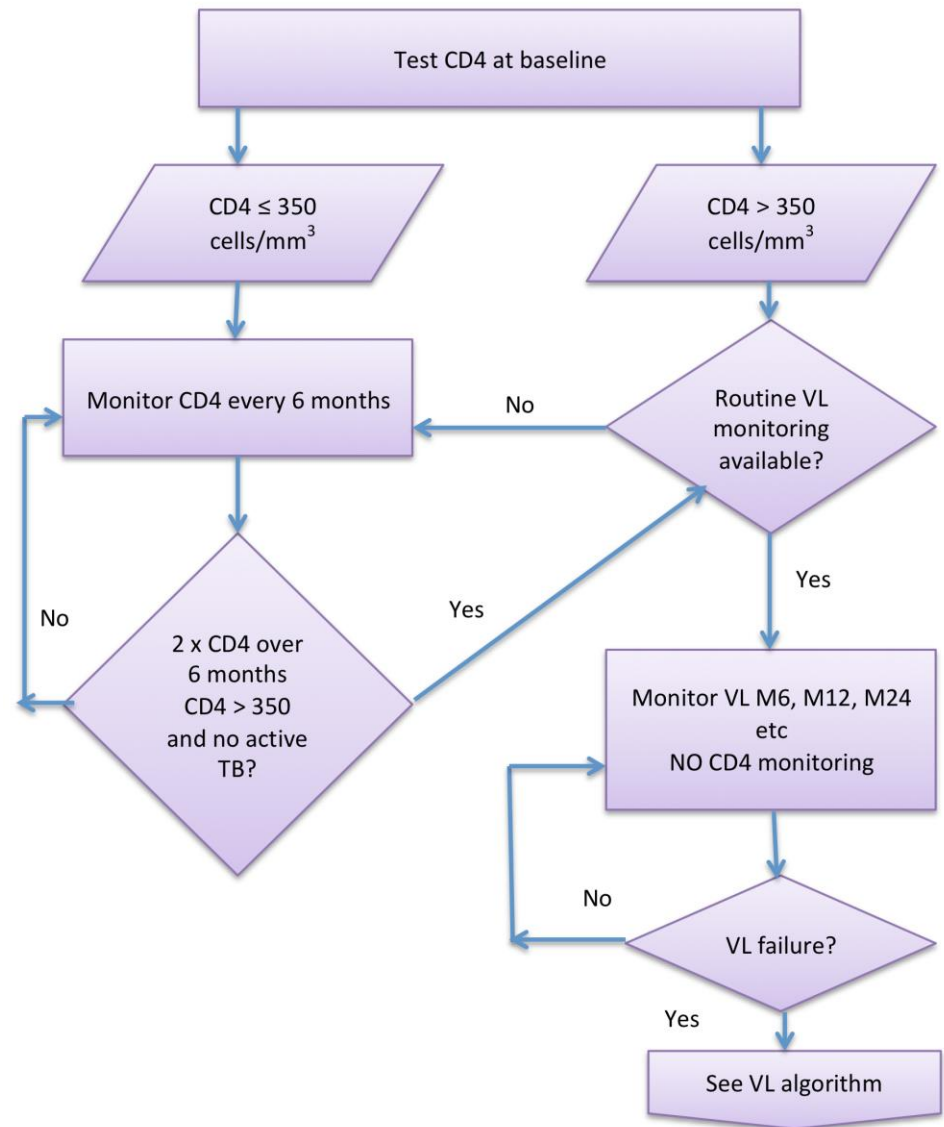 Test CD4 at baseline
CD4 ≤ 350
cells/mm³
CD4 > 350
cells/mm³
Monitor CD4 every 6 months
No
Routine VL
monitoring
available?
No
Yes
Yes
2 x CD4 over
6 months
CD4 > 350
and no active
TB?
Monitor VL M6, M12, M24
etc
NO CD4 monitoring
No
VL failure?
Yes
See VL algorithm